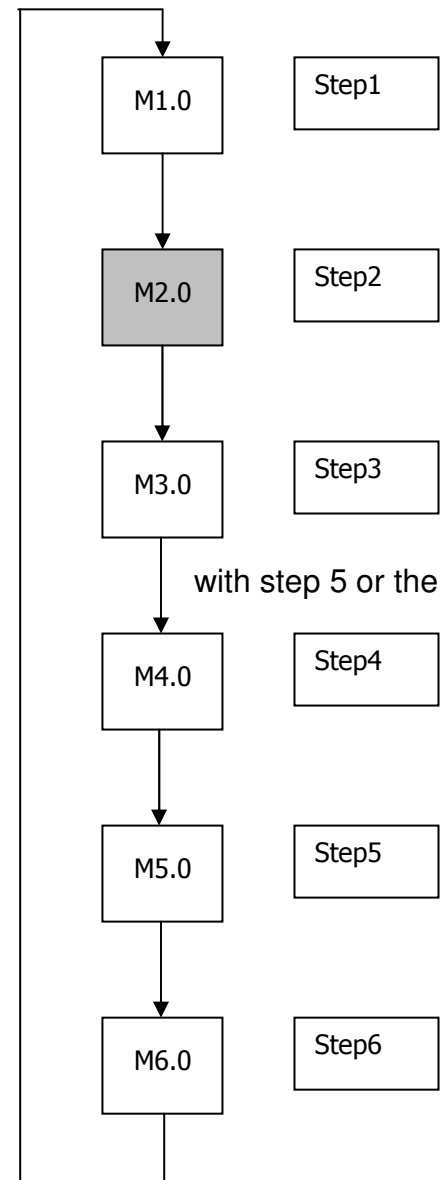 M1.0 Step1
M2.0 Step2
M3.0 Step3
with step 5 or the
M4.0 Step4
M5.0 Step5
M6.0 Step6